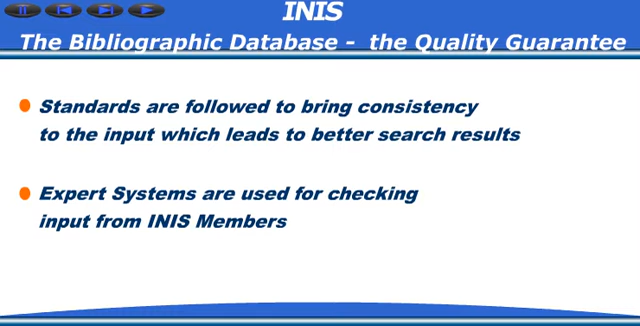 INIS
The Bibliographic Database - the Quality Guarantee
Standards are followed to bring consistency
to the input which leads to better search results
Expert Systems are used for checking
input from INIS Members